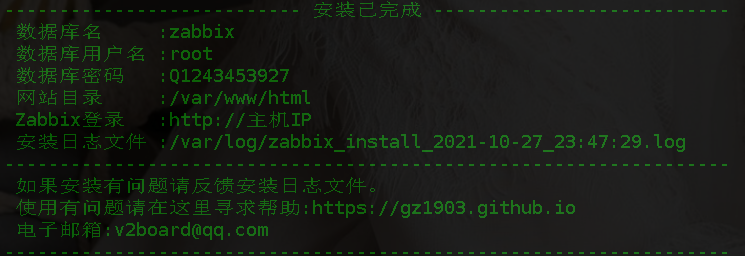 ---------------------------- 安装已完成 ----------------------------
数据库名 :zabbix
数据库用户名 :root
数据库密码 :Q1243453927
网站目录 :/var/www/html
Zabbix登录 :http://主机IP
安装日志文件 :/var/log/zabbix_install_2021-10-27_23:47:29.log
--------------------------------------------------------------------
如果安装有问题请反馈安装日志文件。
使用有问题请在这里寻求帮助:https://gz1903.github.io
电子邮箱:v2board@qq.com
--------------------------------------------------------------------